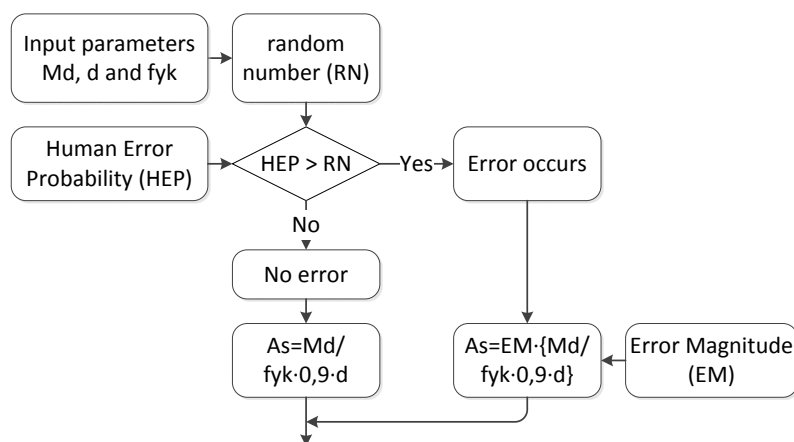 Input parameters
Md, d and fyk
random
number (RN)
Human Error
Probability (HEP)
HEP > RN
Yes
Error occurs
No
No error
As=Md/
fyk·0,9·d
As=EM·{Md/
fyk·0,9·d}
Error Magnitude
(EM)